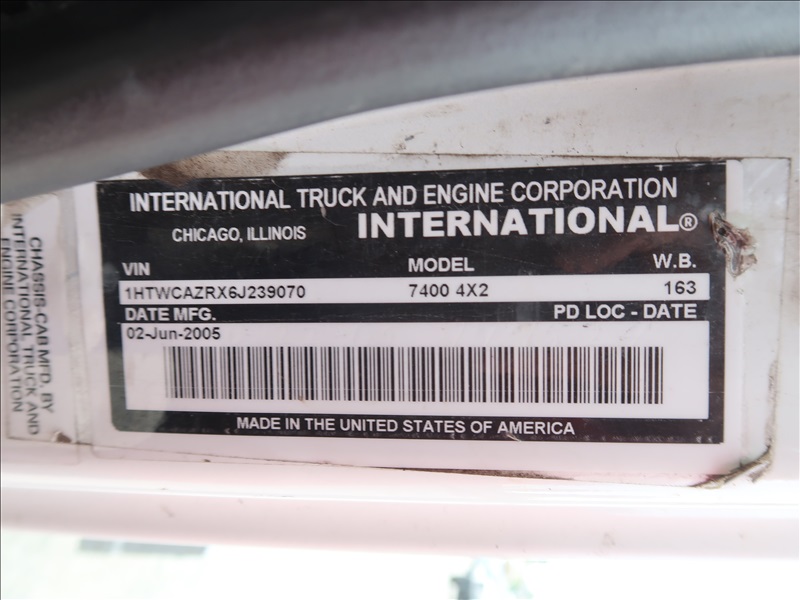 INTERNATIONAL TRUCK AND ENGINE CORPORATION
CHICAGO, ILLINOIS INTERNATIONAL®
VIN MODEL W.B.
1HTWCAZRX6J239070 7400 4X2 163
DATE MFG. PD LOC - DATE
02-Jun-2005
MADE IN THE UNITED STATES OF AMERICA
CHASSIS-CAB MFD. BY
INTERNATIONAL TRUCK AND
ENGINE CORPORATION